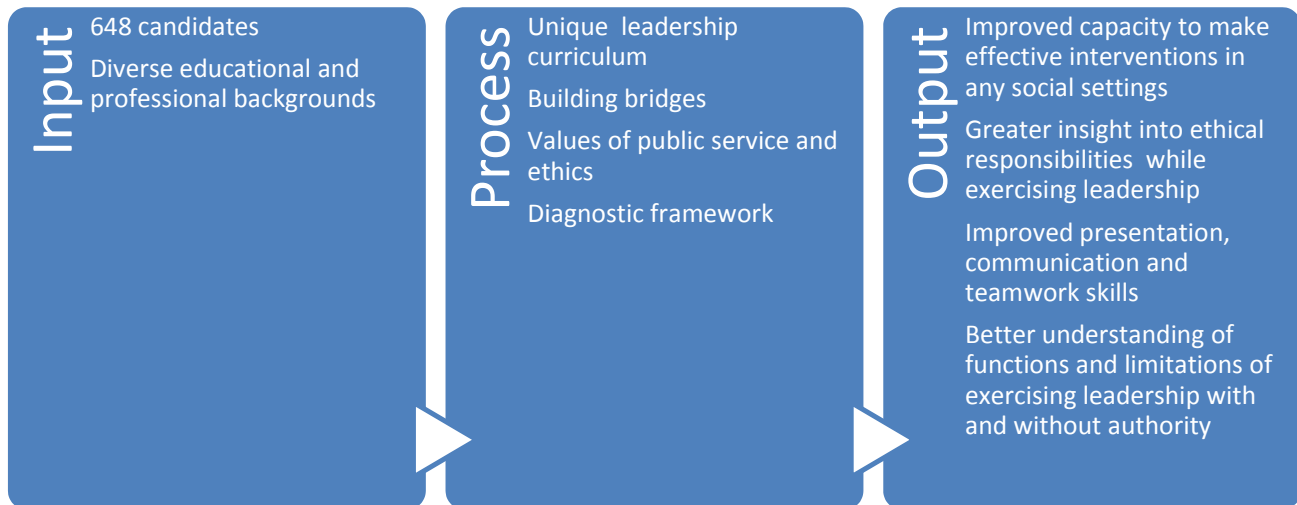 Input
648 candidates
Diverse educational and
professional backgrounds
Process
Unique leadership
curriculum
Building bridges
Values of public service and
ethics
Diagnostic framework
Output
Improved capacity to make
effective interventions in
any social settings
Greater insight into ethical
responsibilities while
exercising leadership
Improved presentation,
communication and
teamwork skills
Better understanding of
functions and limitations of
exercising leadership with
and without authority